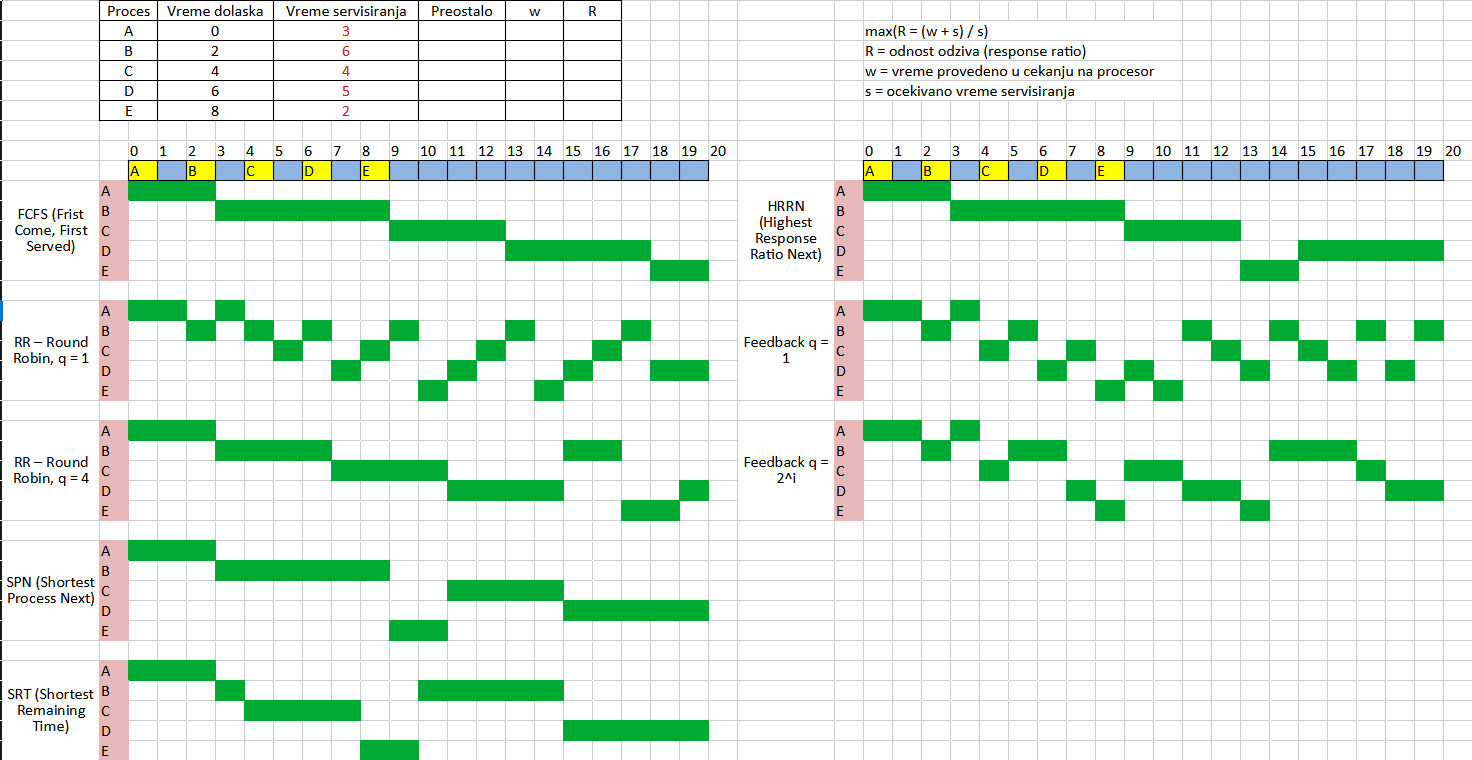 Proces Vreme dolaska Vreme servisiranja Preostalo w R
A 0 3
B 2 6
C 4 4
D 6 5
E 8 2
max(R = (w + s) / s)
R = odnost odziva (response ratio)
w = vreme provedeno u cekanju na procesor
s = ocekivano vreme servisiranja
0 1 2 3 4 5 6 7 8 9 10 11 12 13 14 15 16 17 18 19 20
A B C D E
FCFS (Frist
Come, First
Served)
A
B
C
D
E
RR – Round
Robin, q = 1
A
B
C
D
E
RR – Round
Robin, q = 4
A
B
C
D
E
SPN (Shortest
Process Next)
A
B
C
D
E
SRT (Shortest
Remaining
Time)
A
B
C
D
E
0 1 2 3 4 5 6 7 8 9 10 11 12 13 14 15 16 17 18 19 20
A B C D E
HRRN
(Highest
Response
Ratio Next)
A
B
C
D
E
Feedback q =
1
A
B
C
D
E
Feedback q =
2^i
A
B
C
D
E